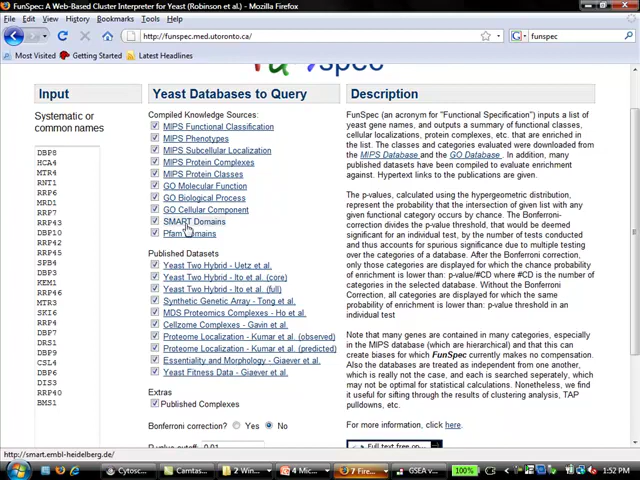 FunSpec: A Web-Based Cluster Interpreter for Yeast (Robinson et al.) - Mozilla Firefox
File Edit View History Bookmarks Tools Help
http://funspec.med.utoronto.ca/
funspec
Most Visited Getting Started Latest Headlines
funspec
Input
Systematic or
common names
DBP8
HCA4
MTR4
RNT1
RRP6
MRD1
RRP7
RRP43
DBP10
RRP42
RRP45
SPB4
DBP3
KEM1
RRP46
MTR3
SKI6
RRP4
DBP7
DRS1
DBP9
CSL4
DBP6
DIS3
RRP40
BMS1
Yeast Databases to Query
Compiled Knowledge Sources:
MIPS Functional Classification
MIPS Phenotypes
MIPS Subcellular Localization
MIPS Protein Complexes
MIPS Protein Classes
GO Molecular Function
GO Biological Process
GO Cellular Component
SMART Domains
Pfam Domains
Published Datasets
Yeast Two Hybrid - Uetz et al.
Yeast Two Hybrid - Ito et al. (core)
Yeast Two Hybrid - Ito et al. (full)
Synthetic Genetic Array - Tong et al.
MDS Proteomics Complexes - Ho et al.
Cellzome Complexes - Gavin et al.
Proteome Localization - Kumar et al. (observed)
Proteome Localization - Kumar et al. (predicted)
Essentiality and Morphology - Giaever et al.
Yeast Fitness Data - Giaever et al.
Extras
Published Complexes
Bonferroni correction? Yes No
P-value cutoff: 0.01
Description
FunSpec (an acronym for "Functional Specification") inputs a list of
yeast gene names, and outputs a summary of functional classes,
cellular localizations, protein complexes, etc. that are enriched in
the list. The classes and categories evaluated were downloaded from
the MIPS Database and the GO Database . In addition, many
published datasets have been compiled to evaluate enrichment
against. Hypertext links to the publications are given.
The p-values, calculated using the hypergeometric distribution,
represent the probability that the intersection of given list with any
given functional category occurs by chance. The Bonferroni-
correction divides the p-value threshold, that would be deemed
significant for an individual test, by the number of tests conducted
and thus accounts for spurious significance due to multiple testing
over the categories of a database. After the Bonferroni correction,
only those categories are displayed for which the chance probability
of enrichment is lower than: p-value/#CD where #CD is the number of
categories in the selected database. Without the Bonferroni
Correction, all categories are displayed for which the same
probability of enrichment is lower than: p-value threshold in an
individual test
Note that many genes are contained in many categories, especially
in the MIPS database (which are hierarchical) and that this can
create biases for which FunSpec currently makes no compensation.
Also the databases are treated as independent from one another,
which is really not the case, and each is searched seperately, which
may not be optimal for statistical calculations. Nonetheless, we find
it useful for sifting through the results of clustering analysis, TAP
pulldowns, etc.
For more information, click here.
Full text free on...
http://smart.embl-heidelberg.de/
Cytosc... Camtas... 2 Win... 4 Micr... 7 Fire... GSEA v... 100% 1:52 PM